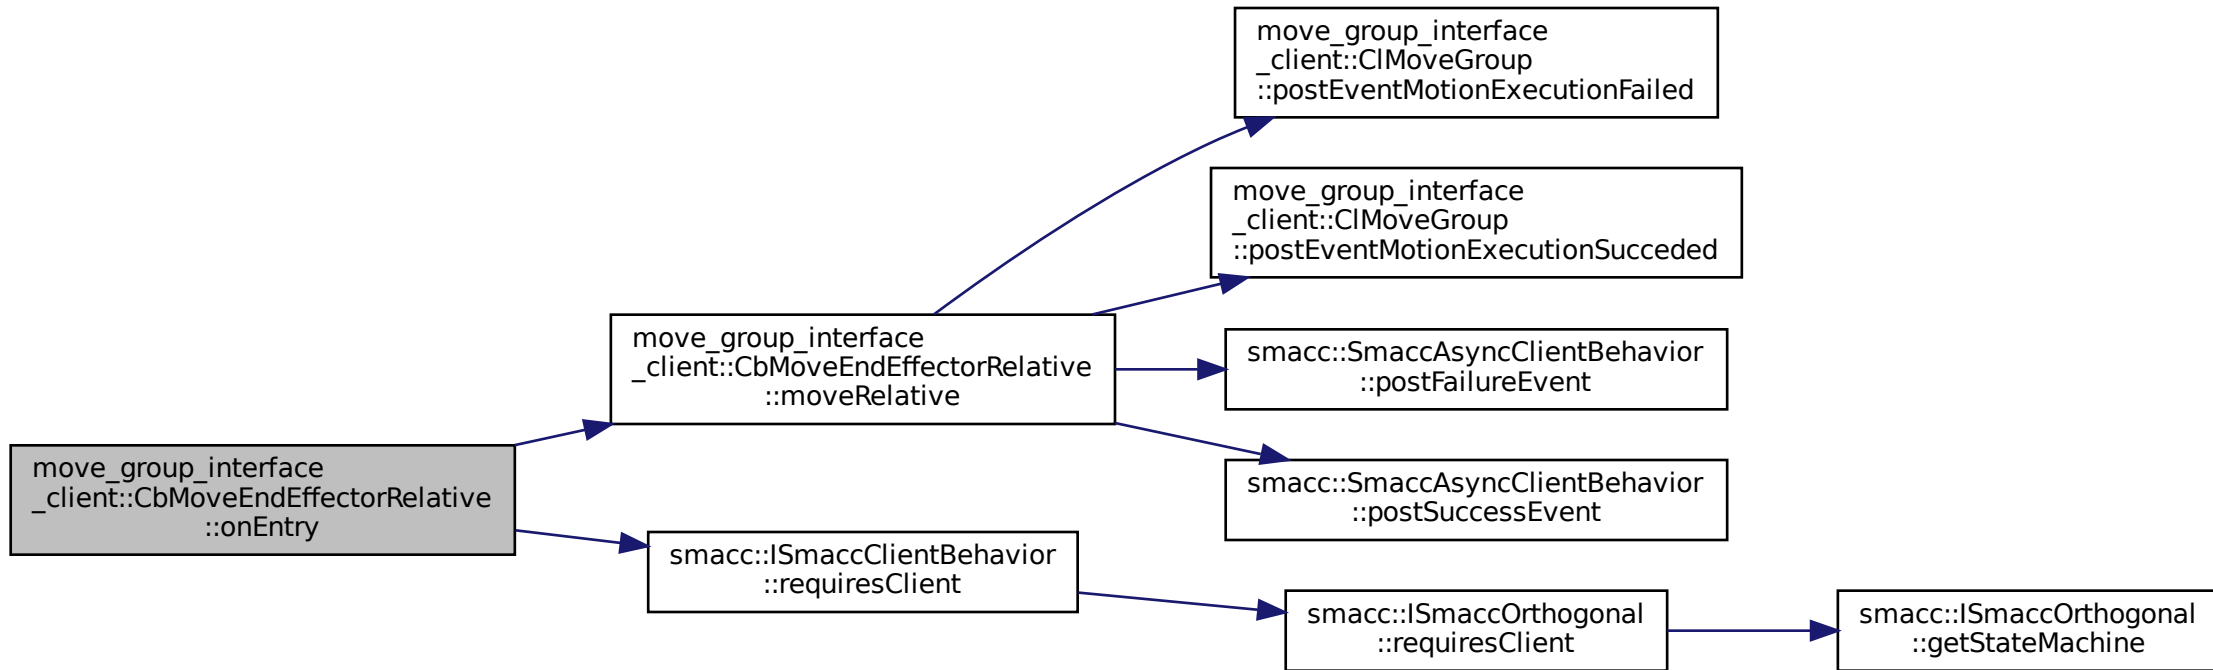 move_group_interface
_client::ClMoveGroup
::postEventMotionExecutionFailed
move_group_interface
_client::ClMoveGroup
::postEventMotionExecutionSucceded
move_group_interface
_client::CbMoveEndEffectorRelative
::moveRelative
smacc::SmaccAsyncClientBehavior
::postFailureEvent
move_group_interface
_client::CbMoveEndEffectorRelative
::onEntry
smacc::SmaccAsyncClientBehavior
::postSuccessEvent
smacc::ISmaccClientBehavior
::requiresClient
smacc::ISmaccOrthogonal
::requiresClient
smacc::ISmaccOrthogonal
::getStateMachine